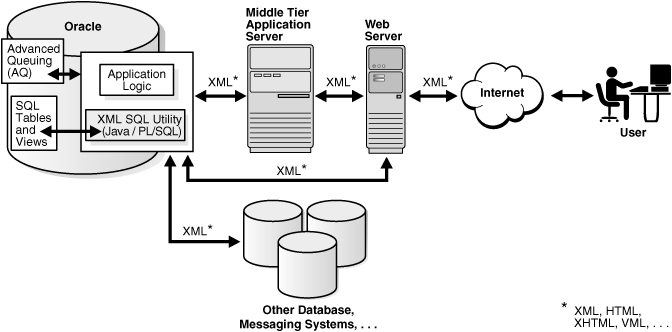 Oracle
Middle Tier
Application
Server
Web
Server
Advanced
Queuing
(AQ)
Application
Logic
XML*
XML*
XML*
Internet
SQL
Tables
and
Views
XML SQL Utility
(Java / PL/SQL)
User
XML*
XML*
Other Database,
Messaging Systems, . . .
* XML, HTML,
XHTML, VML, . . .